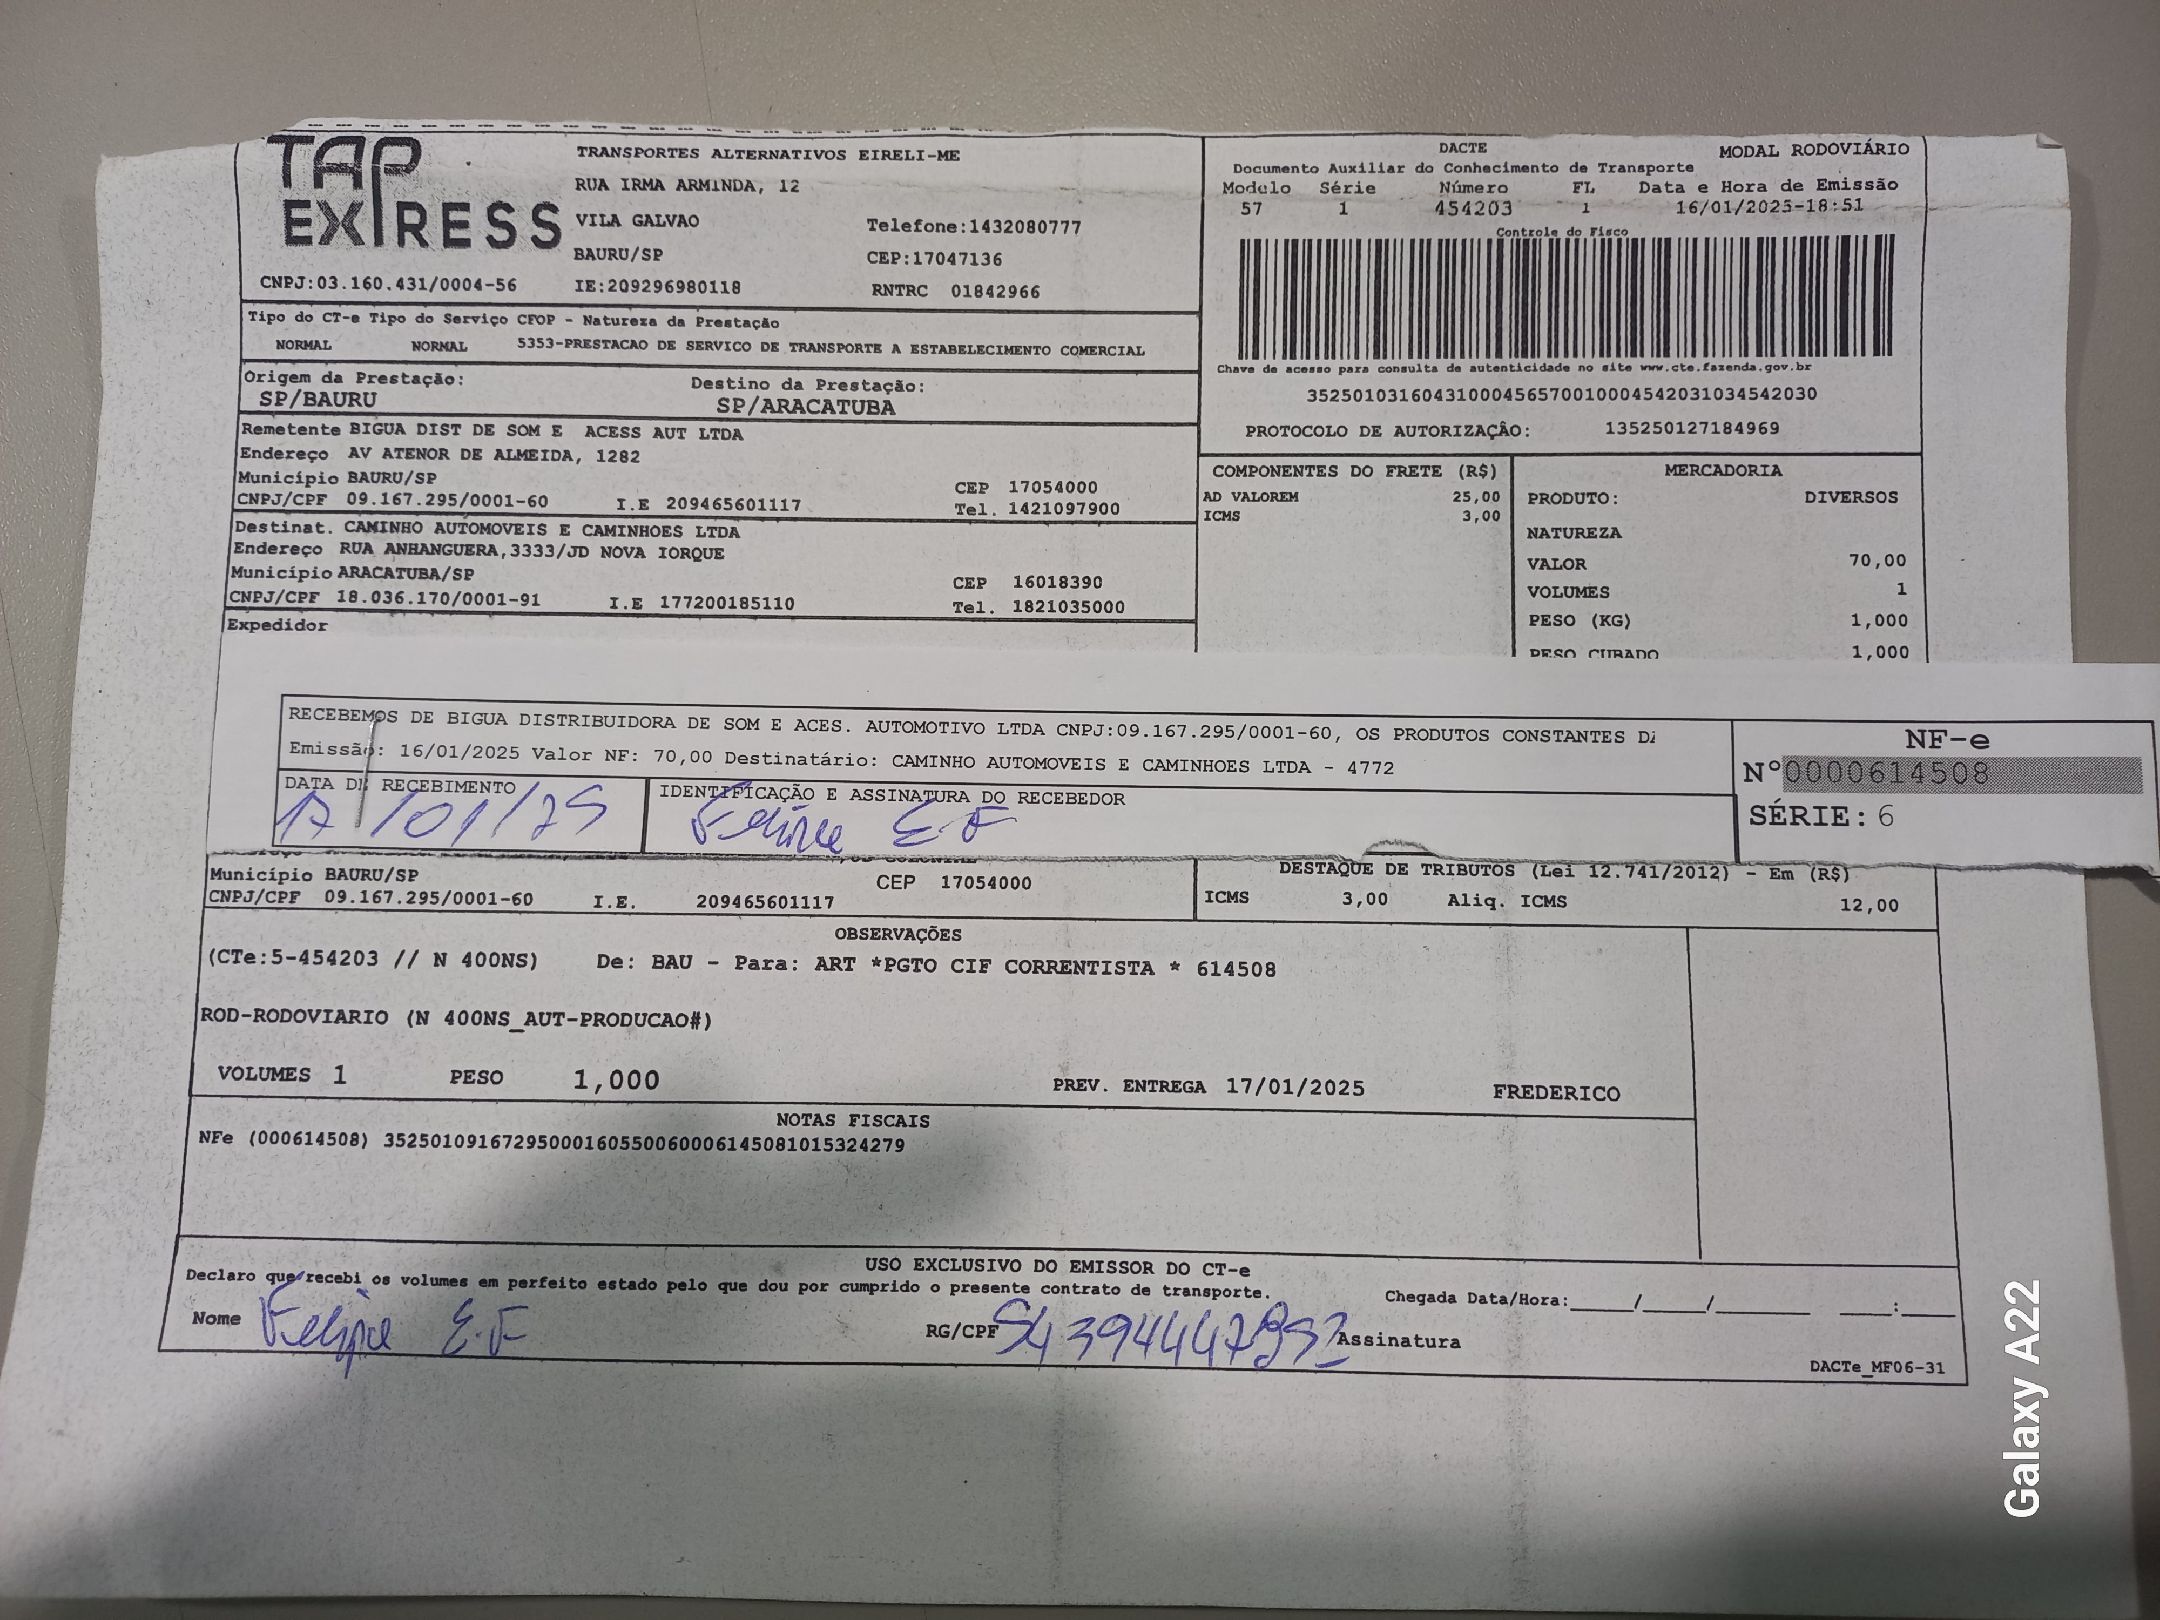 TAP EXPRESS
TRANSPORTES ALTERNATIVOS EIRELI-ME
RUA IRMA ARMINDA, 12
VILA GALVAO Telefone:1432080777
BAURU/SP CEP:17047136
CNPJ:03.160.431/0004-56 IE:209296980118 RNTRC 01842966
DACTE MODAL RODOVIÁRIO
Documento Auxiliar do Conhecimento de Transporte
Modelo Série Número FL Data e Hora de Emissão
57 1 454203 1 16/01/2025-18:51
Controle do Fisco
Chave de acesso para consulta de autenticidade no site www.cte.fazenda.gov.br
35250103160431000456570010004542031034542030
PROTOCOLO DE AUTORIZAÇÃO: 135250127184969
Tipo do CT-e Tipo do Serviço CFOP - Natureza da Prestação
NORMAL NORMAL 5353-PRESTACAO DE SERVICO DE TRANSPORTE A ESTABELECIMENTO COMERCIAL
Origem da Prestação: Destino da Prestação:
SP/BAURU SP/ARACATUBA
Remetente BIGUA DIST DE SOM E ACESS AUT LTDA
Endereço AV ATENOR DE ALMEIDA, 1282
Município BAURU/SP CEP 17054000
CNPJ/CPF 09.167.295/0001-60 I.E 209465601117 Tel. 1421097900
Destinat. CAMINHO AUTOMOVEIS E CAMINHOES LTDA
Endereço RUA ANHANGUERA,3333/JD NOVA IORQUE
Município ARACATUBA/SP CEP 16018390
CNPJ/CPF 18.036.170/0001-91 I.E 177200185110 Tel. 1821035000
Expedidor
COMPONENTES DO FRETE (R$)
AD VALOREM 25,00
ICMS 3,00
MERCADORIA
PRODUTO: DIVERSOS
NATUREZA
VALOR 70,00
VOLUMES 1
PESO (KG) 1,000
PESO CUBADO 1,000
RECEBEMOS DE BIGUA DISTRIBUIDORA DE SOM E ACES. AUTOMOTIVO LTDA CNPJ:09.167.295/0001-60, OS PRODUTOS CONSTANTES DA
Emissão: 16/01/2025 Valor NF: 70,00 Destinatário: CAMINHO AUTOMOVEIS E CAMINHOES LTDA - 4772
DATA DE RECEBIMENTO IDENTIFICAÇÃO E ASSINATURA DO RECEBEDOR
17/01/25 Felipe E.F
NF-e
Nº0000614508
SÉRIE: 6
Município BAURU/SP CEP 17054000
CNPJ/CPF 09.167.295/0001-60 I.E. 209465601117
DESTAQUE DE TRIBUTOS (Lei 12.741/2012) - Em (R$)
ICMS 3,00 Aliq. ICMS 12,00
OBSERVAÇÕES
(CTe:5-454203 // N 400NS) De: BAU - Para: ART *PGTO CIF CORRENTISTA * 614508
ROD-RODOVIARIO (N 400NS_AUT-PRODUCAO#)
VOLUMES 1 PESO 1,000 PREV. ENTREGA 17/01/2025 FREDERICO
NOTAS FISCAIS
NFe (000614508) 35250109167295000160550060006145081015324279
USO EXCLUSIVO DO EMISSOR DO CT-e
Declaro que recebi os volumes em perfeito estado pelo que dou por cumprido o presente contrato de transporte. Chegada Data/Hora:____/____/______ ____:____
Nome Felipe E.F RG/CPF Assinatura
DACTe_MF06-31
Galaxy A22